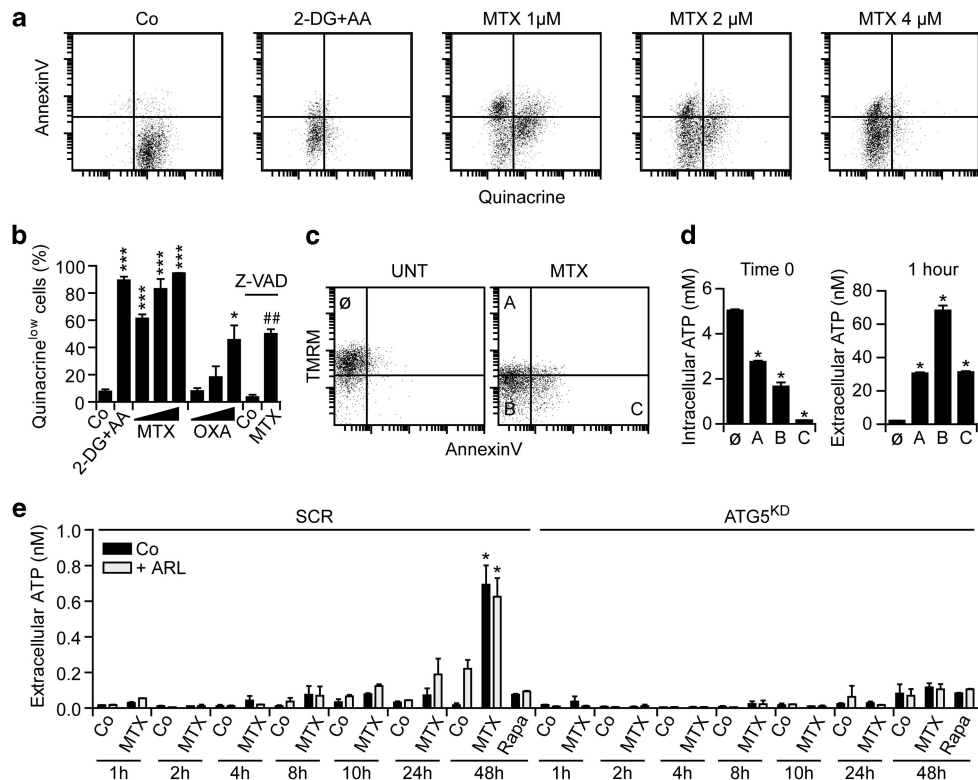 a
Co
2-DG+AA
MTX 1µM
MTX 2 µM
MTX 4 µM
AnnexinV
Quinacrine
b
Quinacrine^low cells (%)
100
80
60
40
20
0
***
***
***
***
*
Z-VAD
##
Co
2-DG+AA
MTX
OXA
Co
MTX
c
UNT
MTX
ø
A
B
C
TMRM
AnnexinV
d
Time 0
Intracellular ATP (mM)
6
4
2
0
*
*
*
ø A B C
1 hour
Extracellular ATP (nM)
80
60
40
20
0
*
*
*
ø A B C
e
SCR
ATG5^KD
Extracellular ATP (nM)
1.0
0.8
0.6
0.4
0.2
0.0
Co
+ ARL
* *
Co MTX Co MTX Co MTX Co MTX Co MTX Co MTX Co MTX Rapa Co MTX Co MTX Co MTX Co MTX Co MTX Co MTX Co MTX Rapa
1h 2h 4h 8h 10h 24h 48h 1h 2h 4h 8h 10h 24h 48h